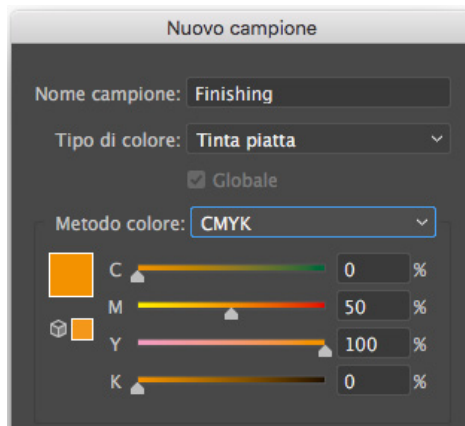 Nuovo campione
Nome campione: Finishing
Tipo di colore: Tinta piatta
Globale
Metodo colore: CMYK
C 0 %
M 50 %
Y 100 %
K 0 %